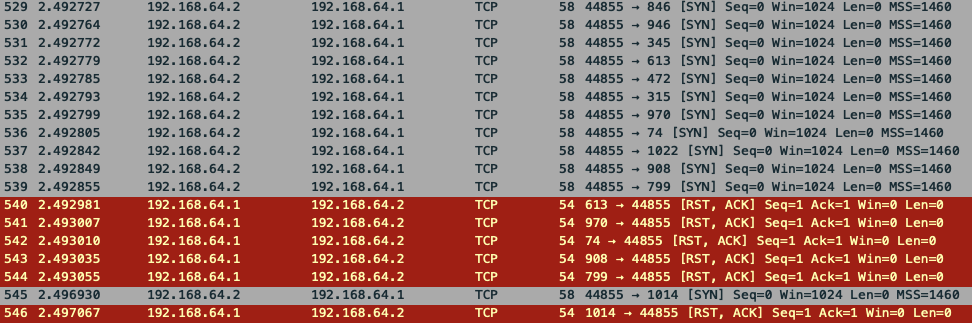 529 2.492727 192.168.64.2 192.168.64.1 TCP 58 44855 → 846 [SYN] Seq=0 Win=1024 Len=0 MSS=1460
530 2.492764 192.168.64.2 192.168.64.1 TCP 58 44855 → 946 [SYN] Seq=0 Win=1024 Len=0 MSS=1460
531 2.492772 192.168.64.2 192.168.64.1 TCP 58 44855 → 345 [SYN] Seq=0 Win=1024 Len=0 MSS=1460
532 2.492779 192.168.64.2 192.168.64.1 TCP 58 44855 → 613 [SYN] Seq=0 Win=1024 Len=0 MSS=1460
533 2.492785 192.168.64.2 192.168.64.1 TCP 58 44855 → 472 [SYN] Seq=0 Win=1024 Len=0 MSS=1460
534 2.492793 192.168.64.2 192.168.64.1 TCP 58 44855 → 315 [SYN] Seq=0 Win=1024 Len=0 MSS=1460
535 2.492799 192.168.64.2 192.168.64.1 TCP 58 44855 → 970 [SYN] Seq=0 Win=1024 Len=0 MSS=1460
536 2.492805 192.168.64.2 192.168.64.1 TCP 58 44855 → 74 [SYN] Seq=0 Win=1024 Len=0 MSS=1460
537 2.492842 192.168.64.2 192.168.64.1 TCP 58 44855 → 1022 [SYN] Seq=0 Win=1024 Len=0 MSS=1460
538 2.492849 192.168.64.2 192.168.64.1 TCP 58 44855 → 908 [SYN] Seq=0 Win=1024 Len=0 MSS=1460
539 2.492855 192.168.64.2 192.168.64.1 TCP 58 44855 → 799 [SYN] Seq=0 Win=1024 Len=0 MSS=1460
540 2.492981 192.168.64.1 192.168.64.2 TCP 54 613 → 44855 [RST, ACK] Seq=1 Ack=1 Win=0 Len=0
541 2.493007 192.168.64.1 192.168.64.2 TCP 54 970 → 44855 [RST, ACK] Seq=1 Ack=1 Win=0 Len=0
542 2.493010 192.168.64.1 192.168.64.2 TCP 54 74 → 44855 [RST, ACK] Seq=1 Ack=1 Win=0 Len=0
543 2.493035 192.168.64.1 192.168.64.2 TCP 54 908 → 44855 [RST, ACK] Seq=1 Ack=1 Win=0 Len=0
544 2.493055 192.168.64.1 192.168.64.2 TCP 54 799 → 44855 [RST, ACK] Seq=1 Ack=1 Win=0 Len=0
545 2.496930 192.168.64.2 192.168.64.1 TCP 58 44855 → 1014 [SYN] Seq=0 Win=1024 Len=0 MSS=1460
546 2.497067 192.168.64.1 192.168.64.2 TCP 54 1014 → 44855 [RST, ACK] Seq=1 Ack=1 Win=0 Len=0